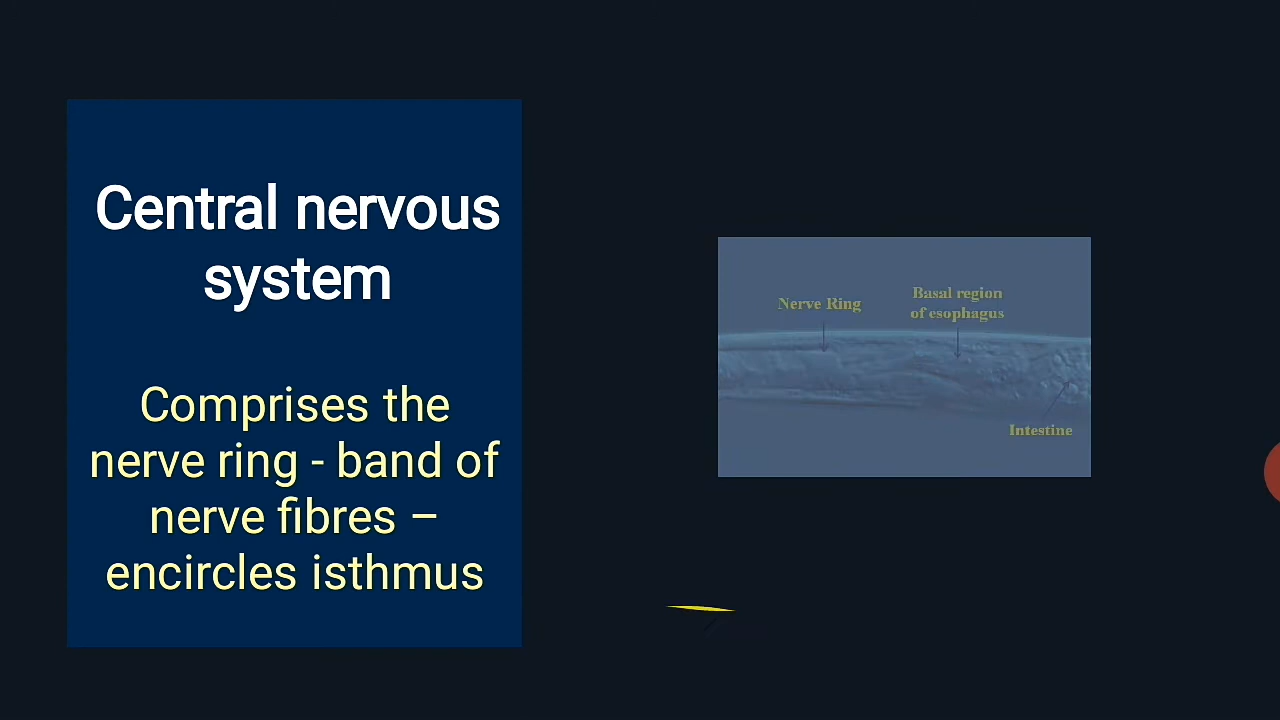 Central nervous
system
Comprises the
nerve ring - band of
nerve fibres –
encircles isthmus
Nerve Ring
Basal region
of esophagus
Intestine